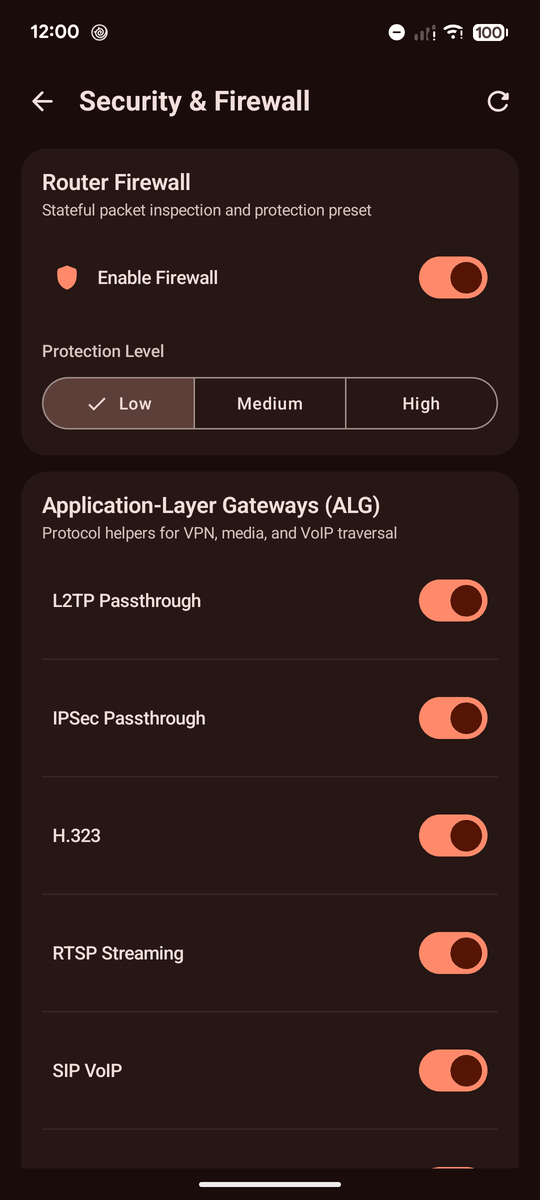 12:00
100
Security & Firewall
Router Firewall
Stateful packet inspection and protection preset
Enable Firewall
Protection Level
Low
Medium
High
Application-Layer Gateways (ALG)
Protocol helpers for VPN, media, and VoIP traversal
L2TP Passthrough
IPSec Passthrough
H.323
RTSP Streaming
SIP VoIP